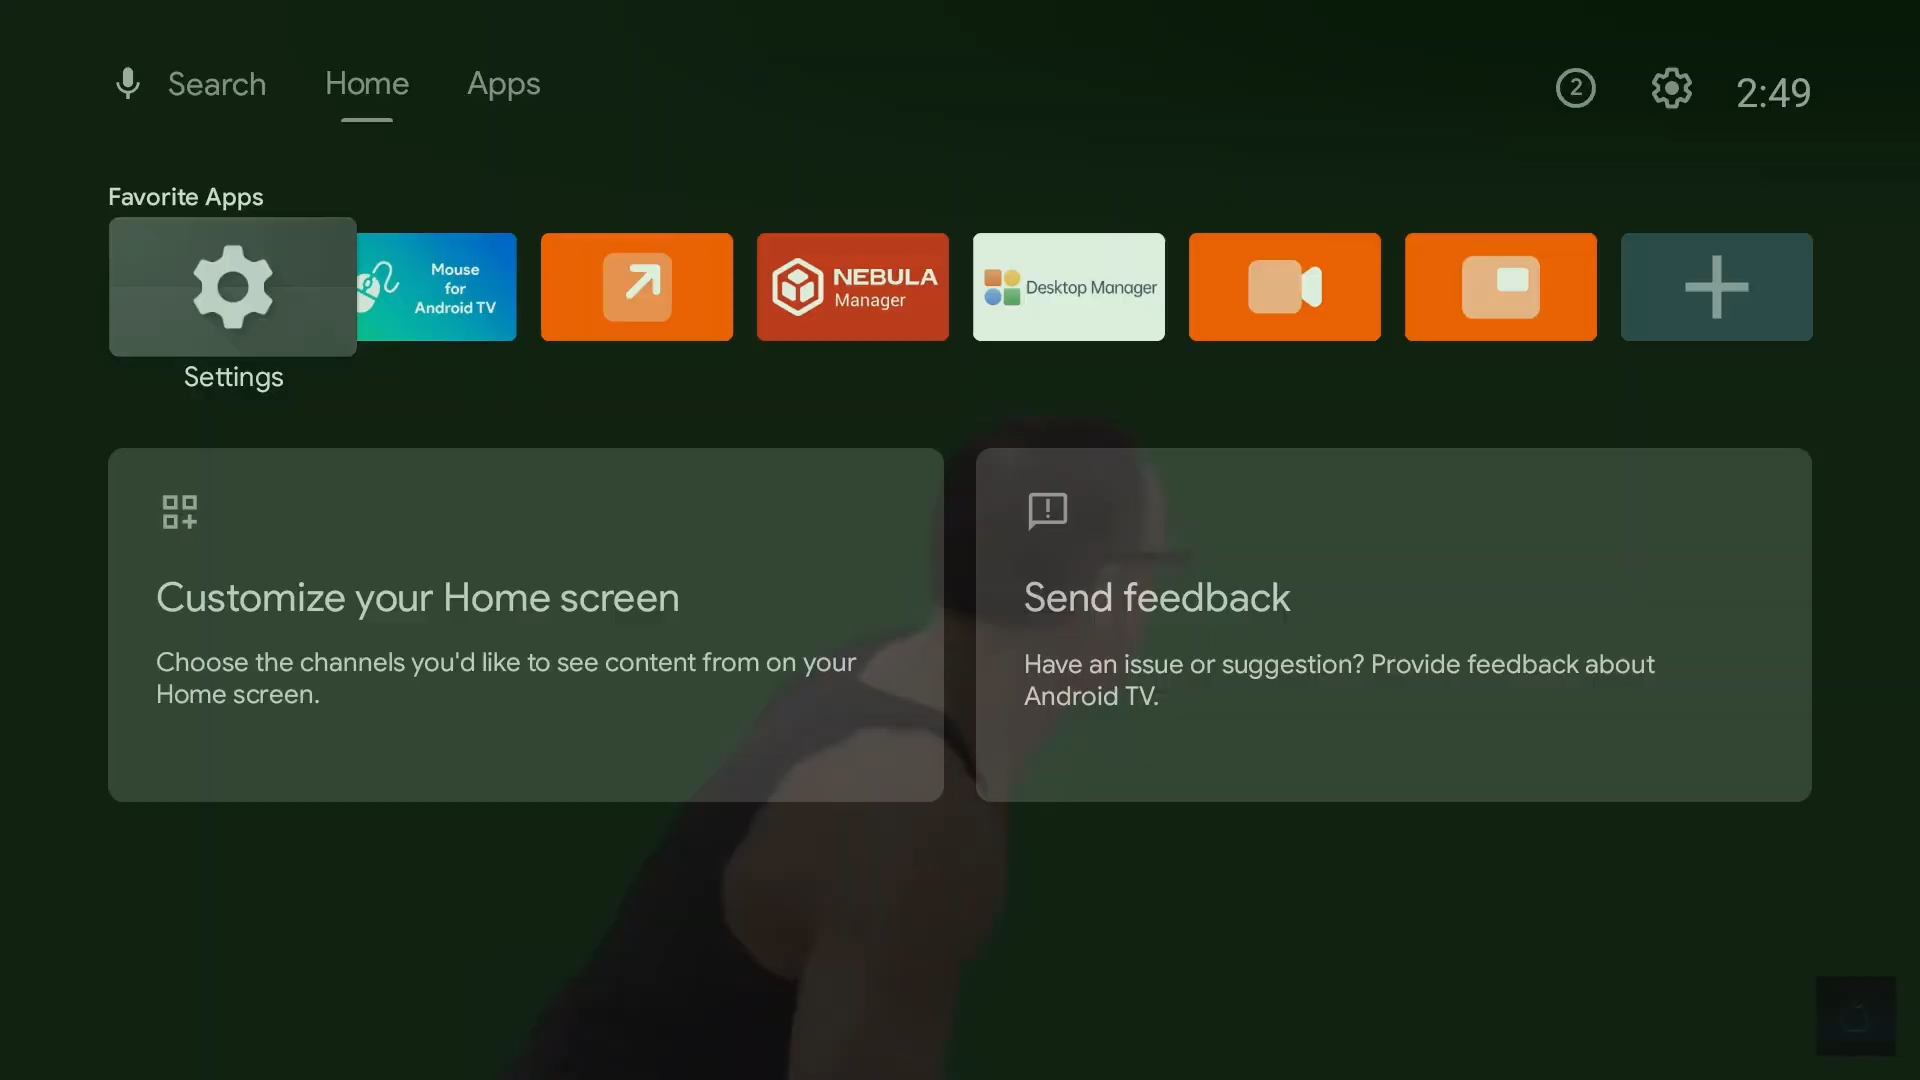 Search
Home
Apps
2
2:49
Favorite Apps
Mouse
for
Android TV
NEBULA
Manager
Desktop Manager
Settings
Customize your Home screen
Choose the channels you'd like to see content from on your
Home screen.
Send feedback
Have an issue or suggestion? Provide feedback about
Android TV.